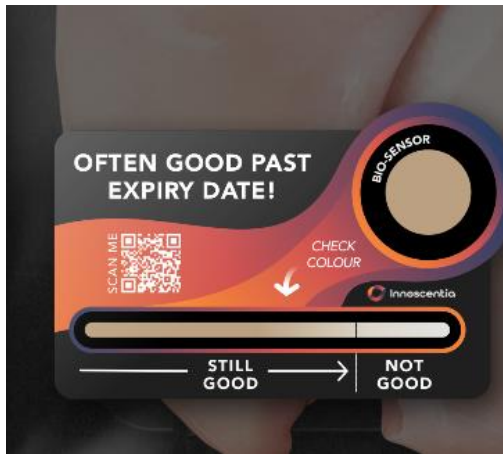 OFTEN GOOD PAST
EXPIRY DATE!
BIO-SENSOR
SCAN ME
CHECK
COLOUR
Innoscentia
STILL
GOOD
NOT
GOOD